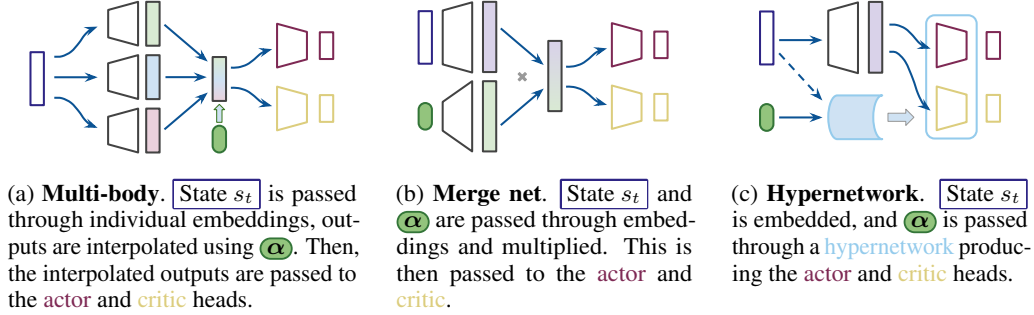 (a) Multi-body. State s_t is passed
through individual embeddings, out-
puts are interpolated using α. Then,
the interpolated outputs are passed to
the actor and critic heads.
(b) Merge net. State s_t and
α are passed through embed-
dings and multiplied. This is
then passed to the actor and
critic.
(c) Hypernetwork. State s_t
is embedded, and α is passed
through a hypernetwork produc-
ing the actor and critic heads.